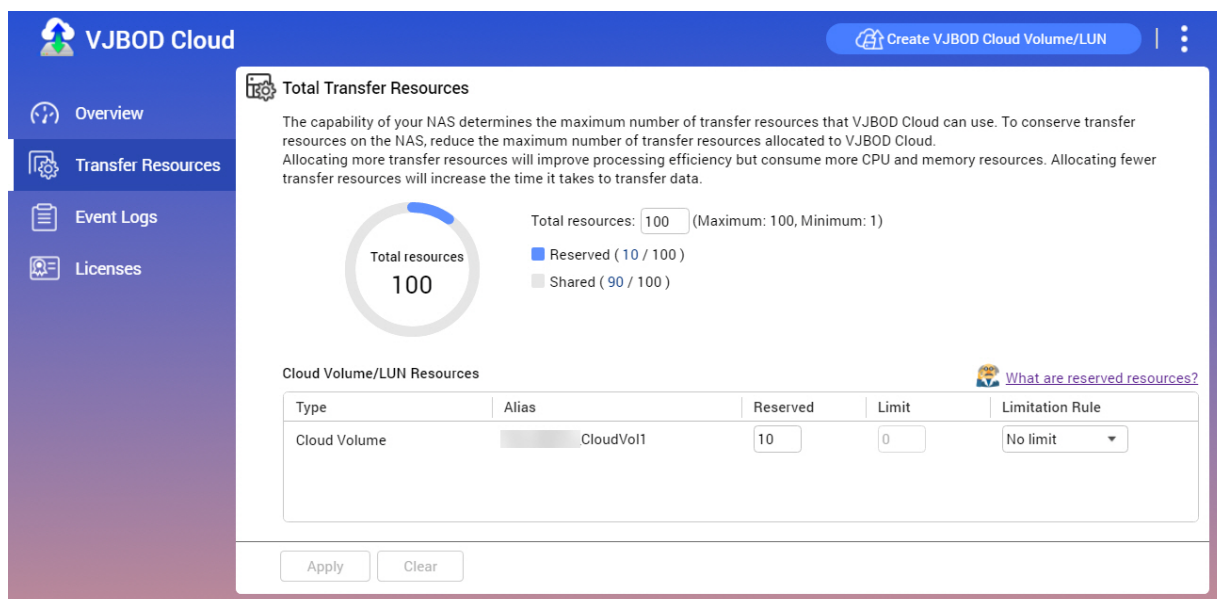 VJBOD Cloud
Create VJBOD Cloud Volume/LUN
Overview
Transfer Resources
Event Logs
Licenses
Total Transfer Resources
The capability of your NAS determines the maximum number of transfer resources that VJBOD Cloud can use. To conserve transfer
resources on the NAS, reduce the maximum number of transfer resources allocated to VJBOD Cloud.
Allocating more transfer resources will improve processing efficiency but consume more CPU and memory resources. Allocating fewer
transfer resources will increase the time it takes to transfer data.
Total resources
100
Total resources: 100 (Maximum: 100, Minimum: 1)
Reserved ( 10 / 100 )
Shared ( 90 / 100 )
Cloud Volume/LUN Resources
What are reserved resources?
Type Alias Reserved Limit Limitation Rule
Cloud Volume _CloudVol1 10 0 No limit
Apply Clear